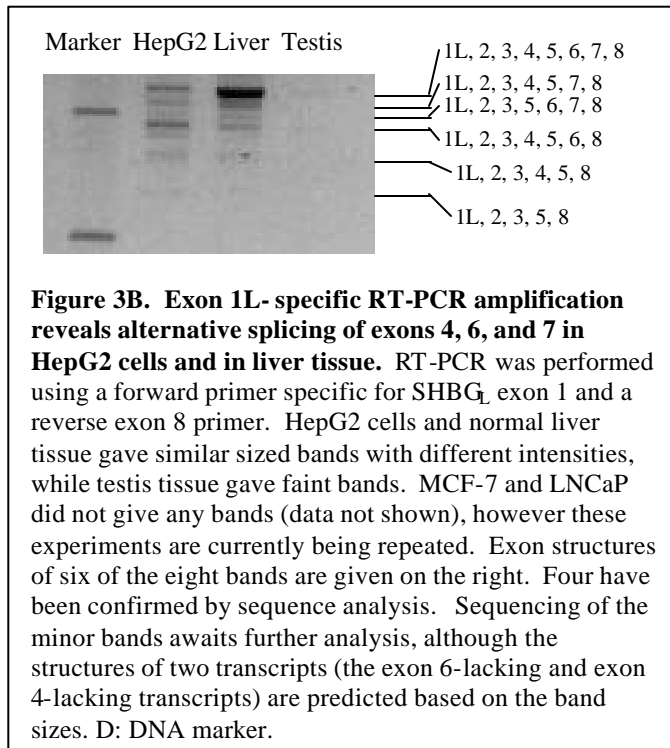 Marker HepG2 Liver Testis
1L, 2, 3, 4, 5, 6, 7, 8
1L, 2, 3, 4, 5, 7, 8
1L, 2, 3, 5, 6, 7, 8
1L, 2, 3, 4, 5, 6, 8
1L, 2, 3, 4, 5, 8
1L, 2, 3, 5, 8
Figure 3B. Exon 1L- specific RT-PCR amplification
reveals alternative splicing of exons 4, 6, and 7 in
HepG2 cells and in liver tissue. RT-PCR was performed
using a forward primer specific for SHBGL exon 1 and a
reverse exon 8 primer. HepG2 cells and normal liver
tissue gave similar sized bands with different intensities,
while testis tissue gave faint bands. MCF-7 and LNCaP
did not give any bands (data not shown), however these
experiments are currently being repeated. Exon structures
of six of the eight bands are given on the right. Four have
been confirmed by sequence analysis. Sequencing of the
minor bands awaits further analysis, although the
structures of two transcripts (the exon 6-lacking and exon
4-lacking transcripts) are predicted based on the band
sizes. D: DNA marker.